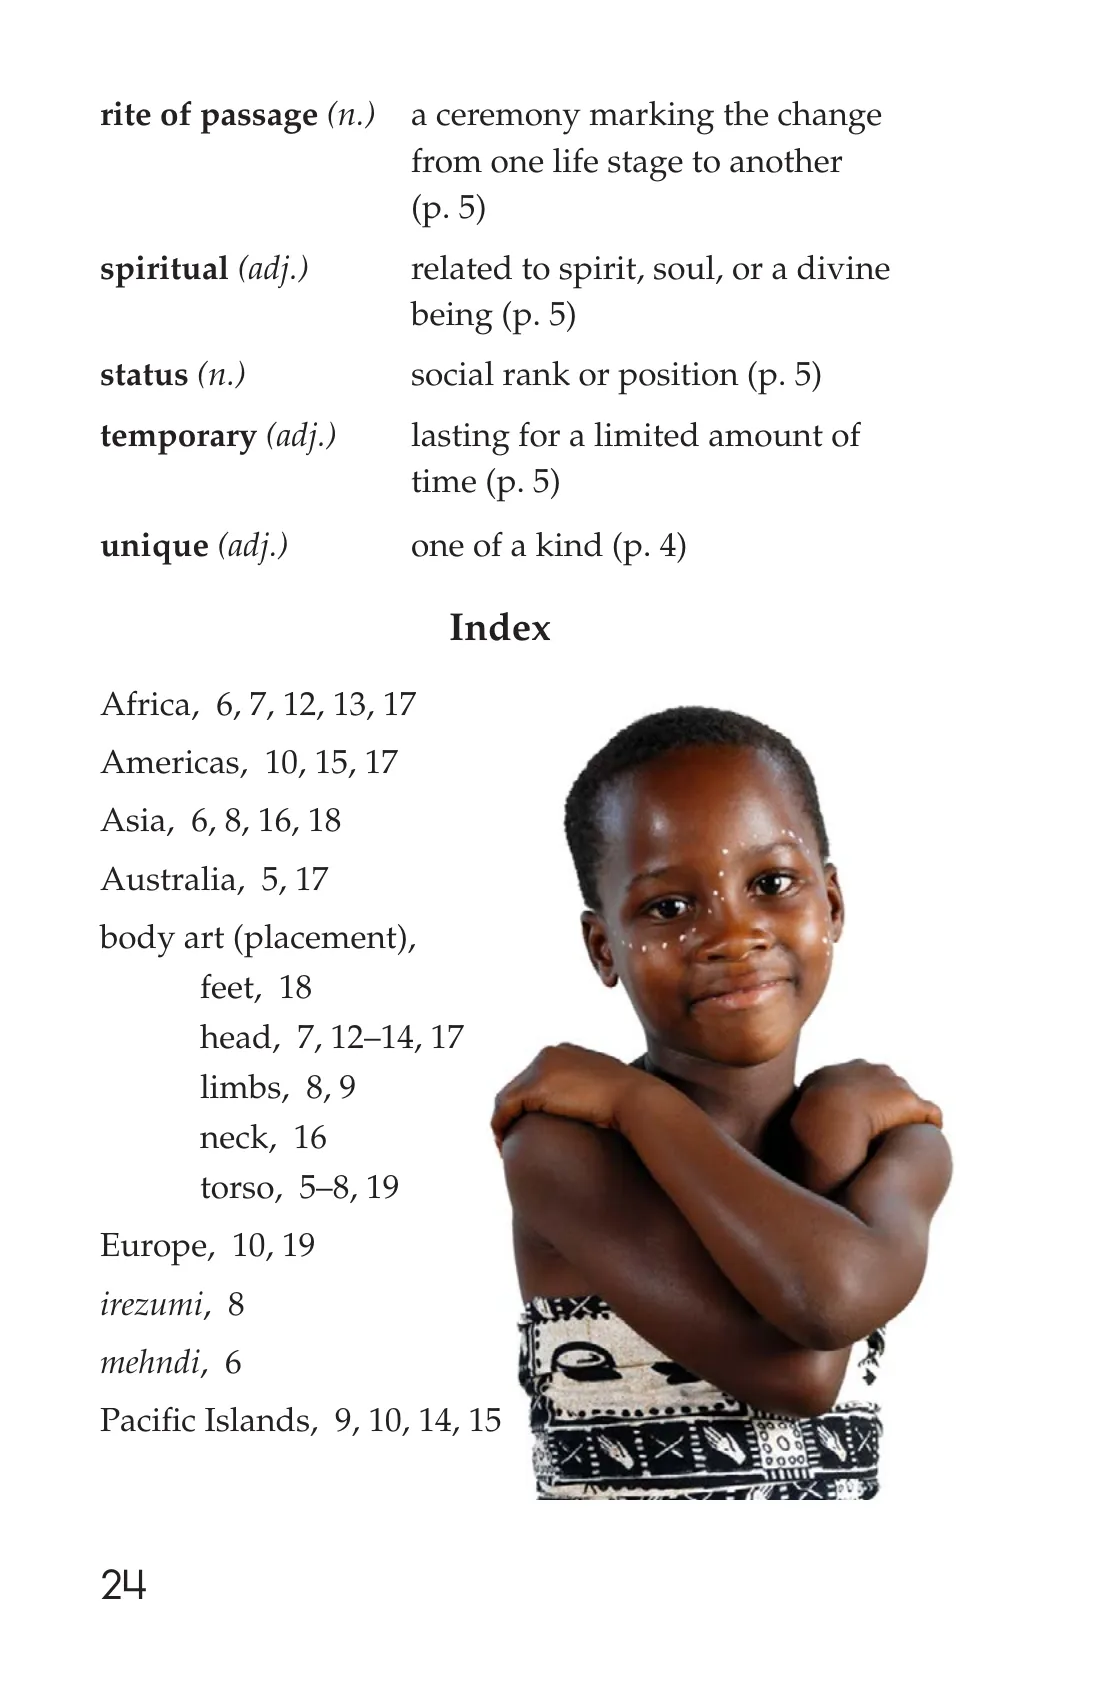 rite of passage (n.) a ceremony marking the change
from one life stage to another
(p. 5)
spiritual (adj.) related to spirit, soul, or a divine
being (p. 5)
status (n.) social rank or position (p. 5)
temporary (adj.) lasting for a limited amount of
time (p. 5)
unique (adj.) one of a kind (p. 4)
Index
Africa, 6, 7, 12, 13, 17
Americas, 10, 15, 17
Asia, 6, 8, 16, 18
Australia, 5, 17
body art (placement),
feet, 18
head, 7, 12–14, 17
limbs, 8, 9
neck, 16
torso, 5–8, 19
Europe, 10, 19
irezumi, 8
mehndi, 6
Pacific Islands, 9, 10, 14, 15
24